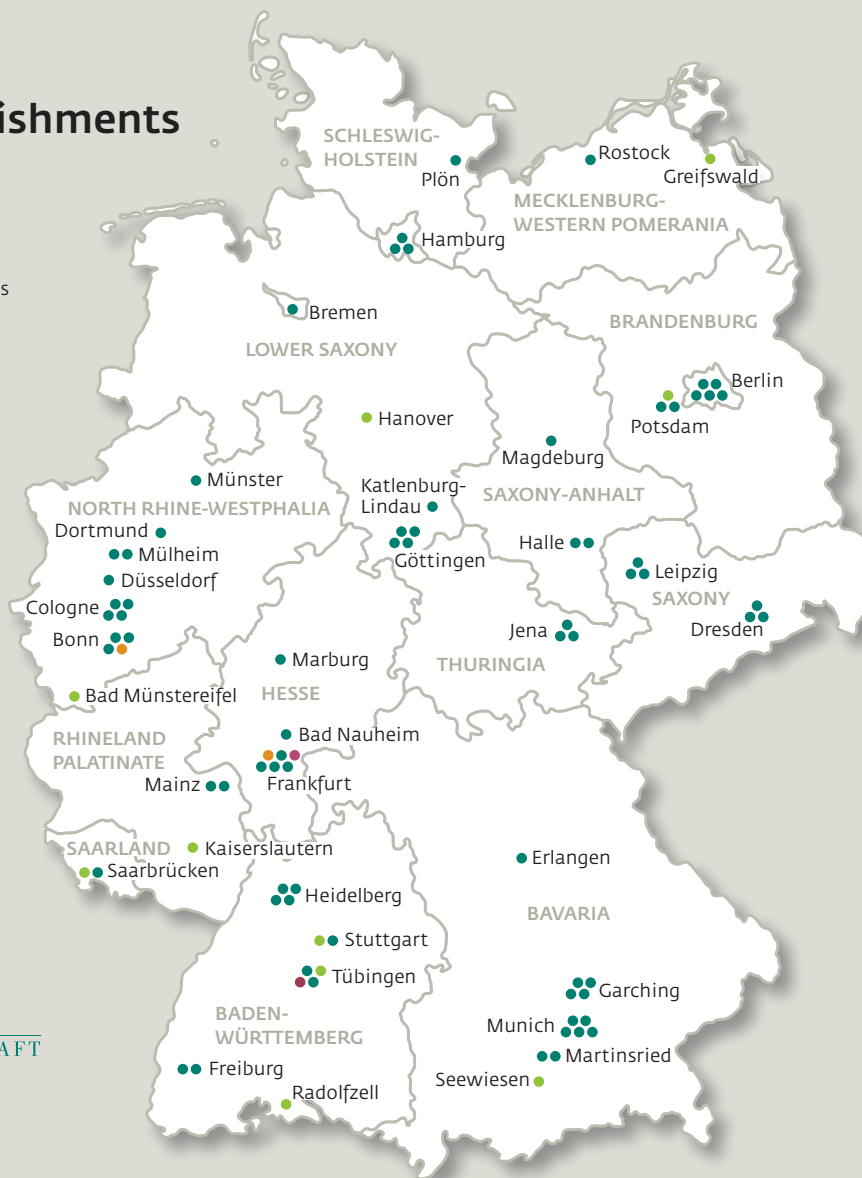 ishments
SCHLESWIG-
HOLSTEIN
Plön
Rostock
Greifswald
MECKLENBURG-
WESTERN POMERANIA
Hamburg
s
Bremen
LOWER SAXONY
BRANDENBURG
Berlin
Potsdam
Hanover
Magdeburg
Münster
Katlenburg-
Lindau
SAXONY-ANHALT
NORTH RHINE-WESTPHALIA
Dortmund
Mülheim
Göttingen
Halle
Düsseldorf
Leipzig
SAXONY
Cologne
Bonn
Jena
Dresden
Marburg
THURINGIA
HESSE
Bad Münstereifel
Bad Nauheim
RHINELAND
PALATINATE
Mainz
Frankfurt
SAARLAND
Kaiserslautern
Saarbrücken
Erlangen
Heidelberg
BAVARIA
Stuttgart
Tübingen
Garching
BADEN-
WÜRTTEMBERG
Munich
AFT
Martinsried
Freiburg
Seewiesen
Radolfzell